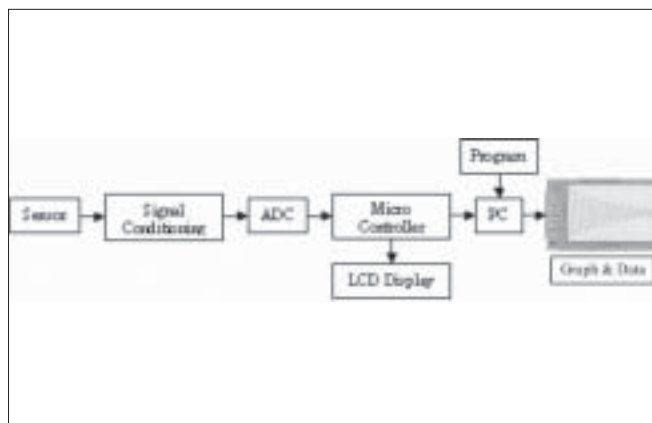 Program
Sensor
Signal
Conditioning
ADC
Micro
Controller
PC
LCD Display
Graph & Data